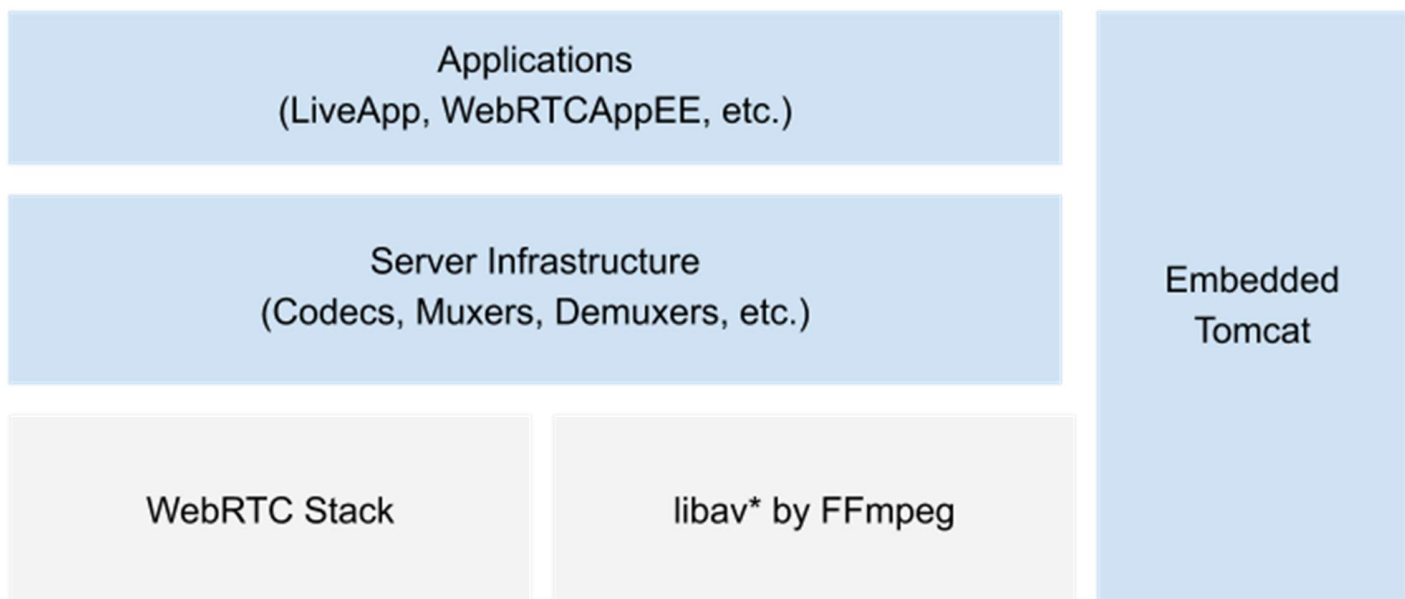 Applications
(LiveApp, WebRTCAppEE, etc.)
Server Infrastructure
(Codecs, Muxers, Demuxers, etc.)
Embedded
Tomcat
WebRTC Stack
libav* by FFmpeg